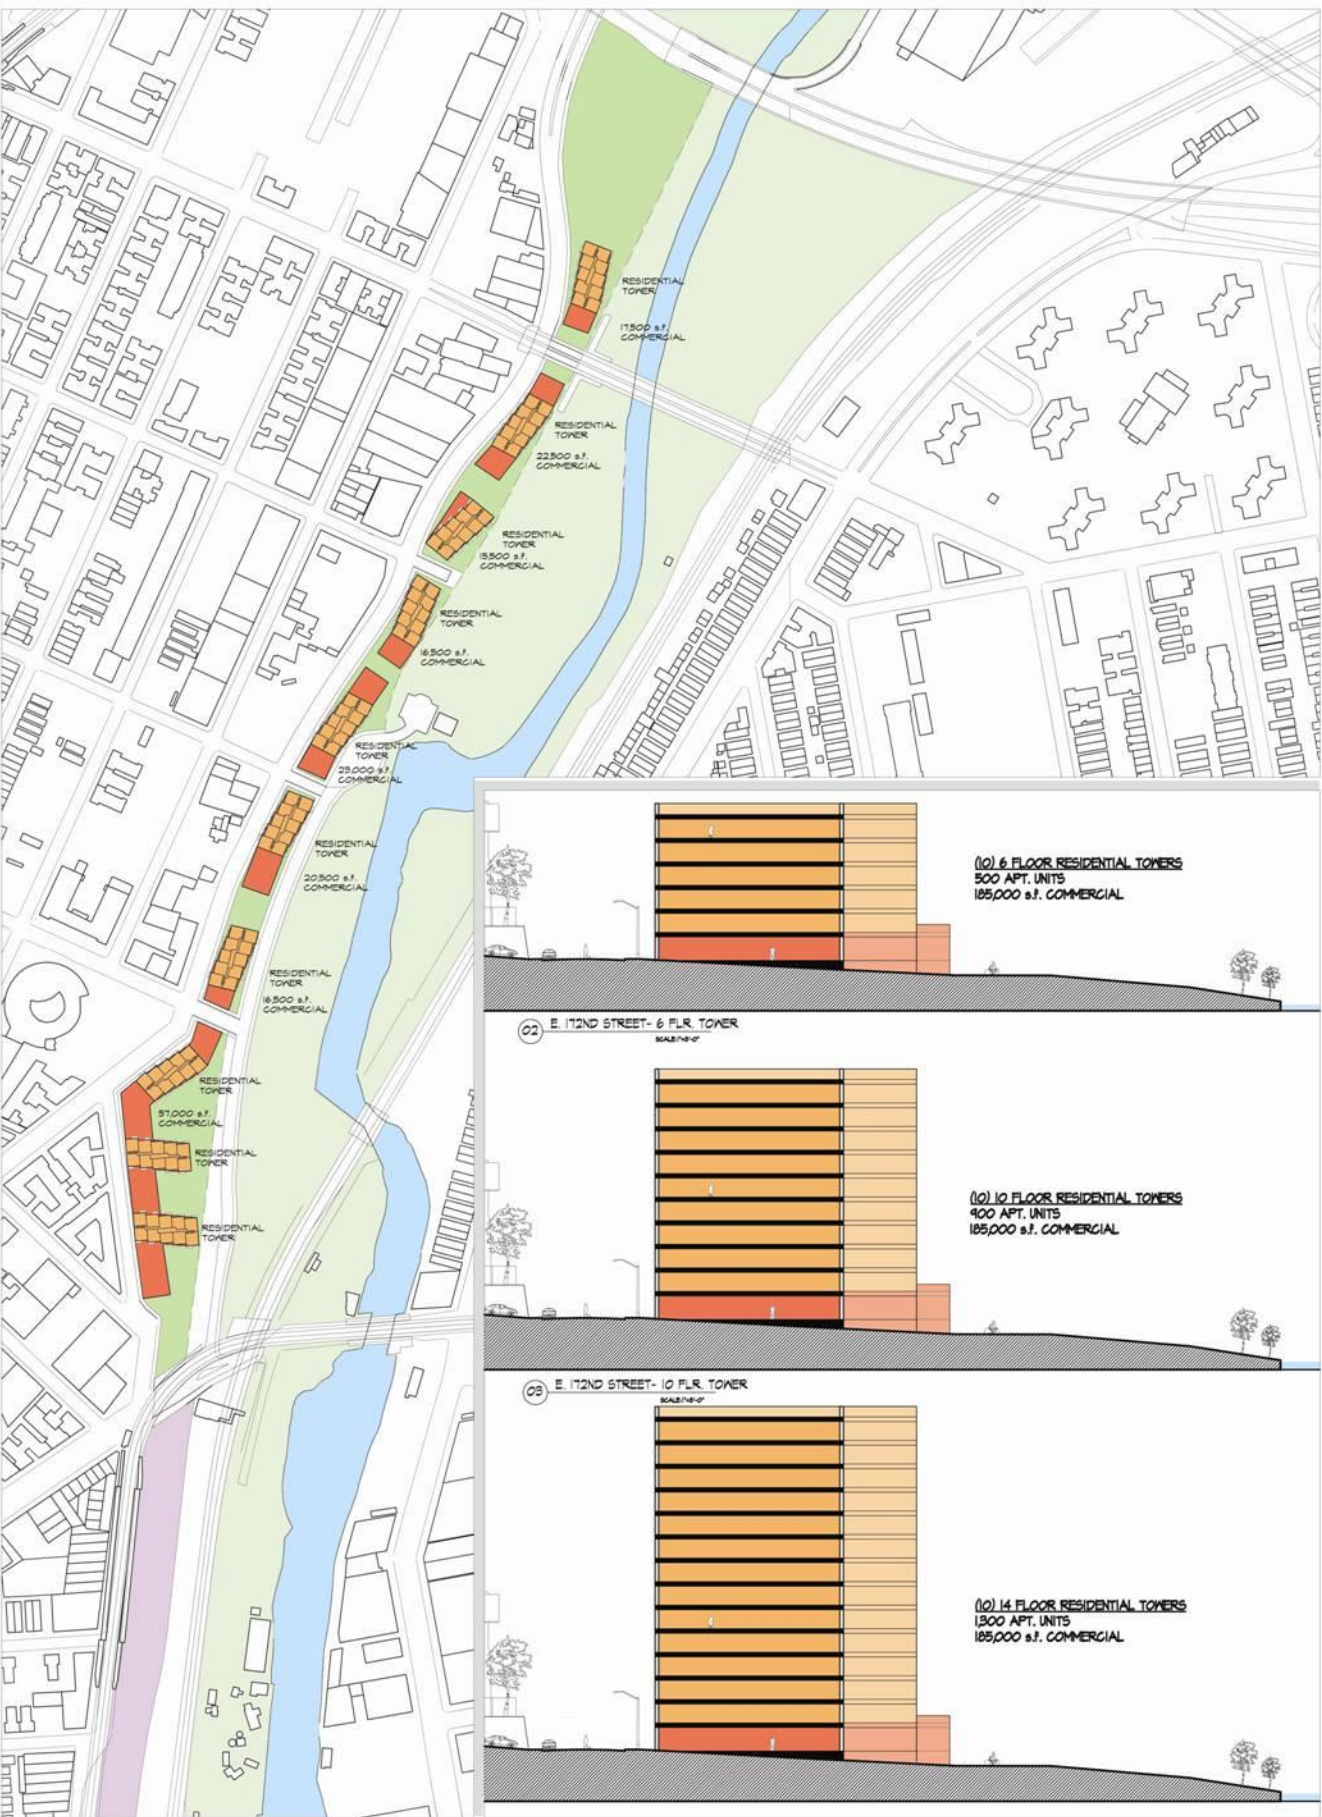 RESIDENTIAL
TOWER
17,500 s.f.
COMMERCIAL
RESIDENTIAL
TOWER
22,500 s.f.
COMMERCIAL
RESIDENTIAL
TOWER
15,500 s.f.
COMMERCIAL
RESIDENTIAL
TOWER
16,500 s.f.
COMMERCIAL
RESIDENTIAL
TOWER
23,000 s.f.
COMMERCIAL
RESIDENTIAL
TOWER
20,500 s.f.
COMMERCIAL
RESIDENTIAL
TOWER
16,500 s.f.
COMMERCIAL
RESIDENTIAL
TOWER
57,000 s.f.
COMMERCIAL
RESIDENTIAL
TOWER
RESIDENTIAL
TOWER
(10) 6 FLOOR RESIDENTIAL TOWERS
500 APT. UNITS
185,000 s.f. COMMERCIAL
02 E. 172ND STREET- 6 FLR. TOWER
(10) 10 FLOOR RESIDENTIAL TOWERS
900 APT. UNITS
185,000 s.f. COMMERCIAL
03 E. 172ND STREET- 10 FLR. TOWER
(10) 14 FLOOR RESIDENTIAL TOWERS
1,300 APT. UNITS
185,000 s.f. COMMERCIAL